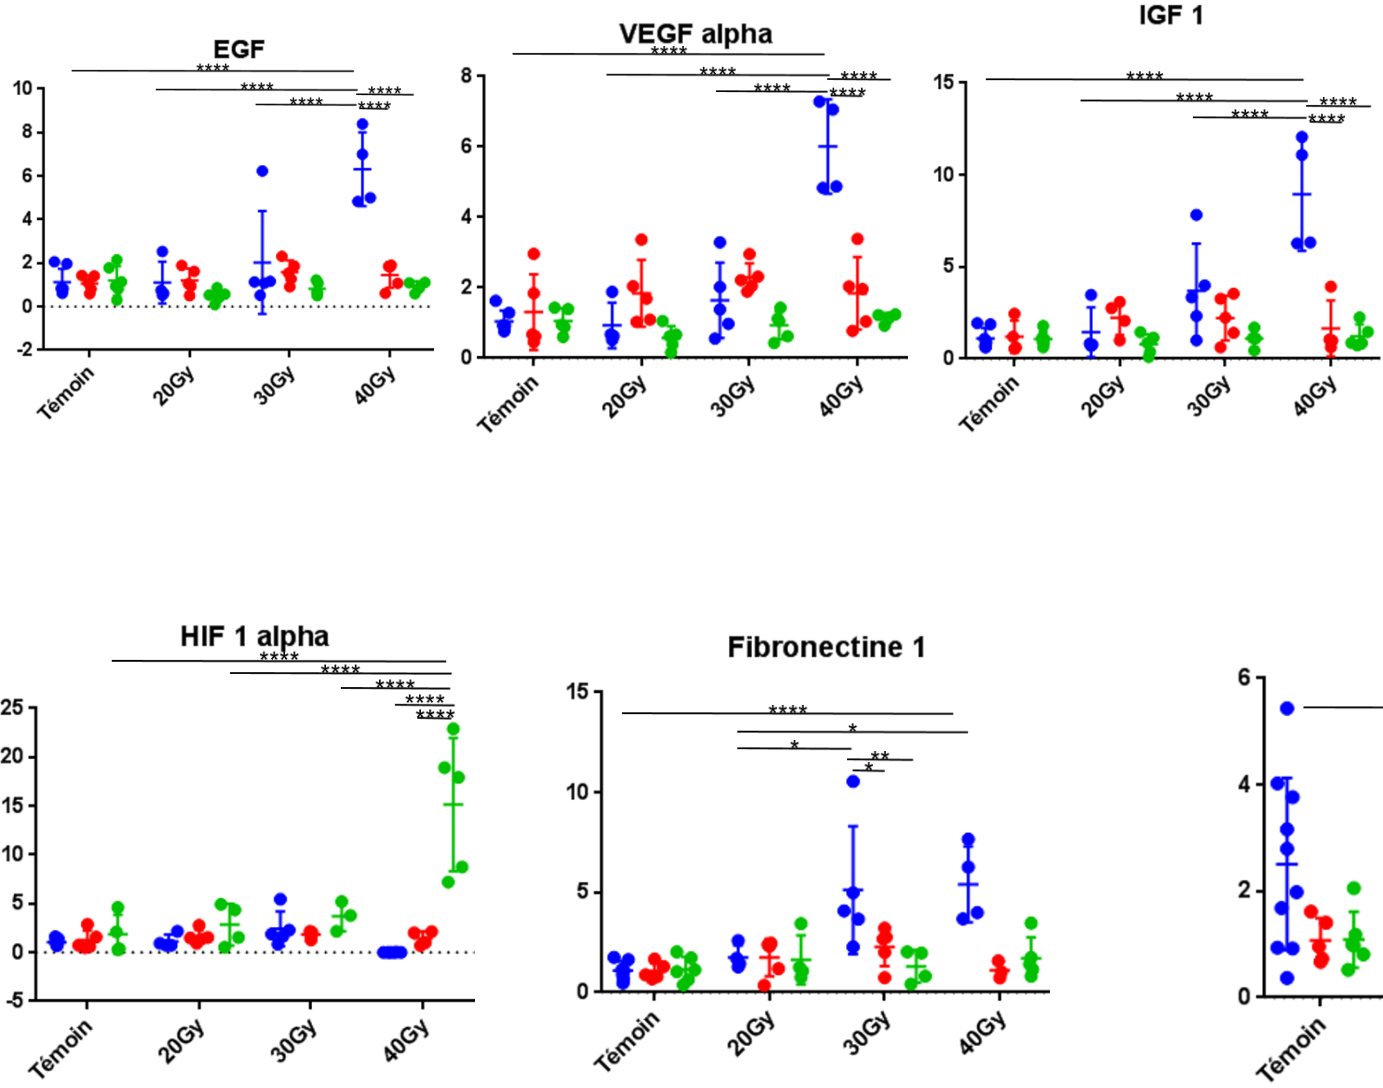 EGF
****
****
****
****
****
10
8
6
4
2
0
-2
Témoin
20Gy
30Gy
40Gy
VEGF alpha
****
****
****
****
****
8
6
4
2
0
Témoin
20Gy
30Gy
40Gy
IGF 1
****
****
****
****
****
15
10
5
0
Témoin
20Gy
30Gy
40Gy
HIF 1 alpha
****
****
****
****
****
25
20
15
10
5
0
-5
Témoin
20Gy
30Gy
40Gy
Fibronectine 1
****
*
*
**
*
15
10
5
0
Témoin
20Gy
30Gy
40Gy
6
4
2
0
Témoin